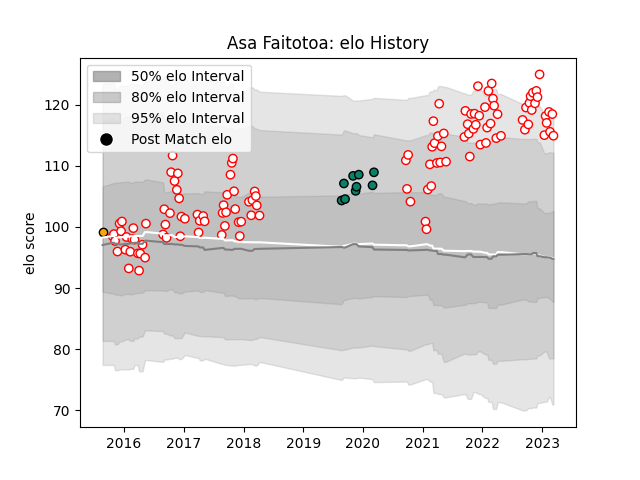 Asa Faitotoa: elo History
50% elo Interval
80% elo Interval
95% elo Interval
Post Match elo
elo score
120
110
100
90
80
70
2016
2017
2018
2019
2020
2021
2022
2023